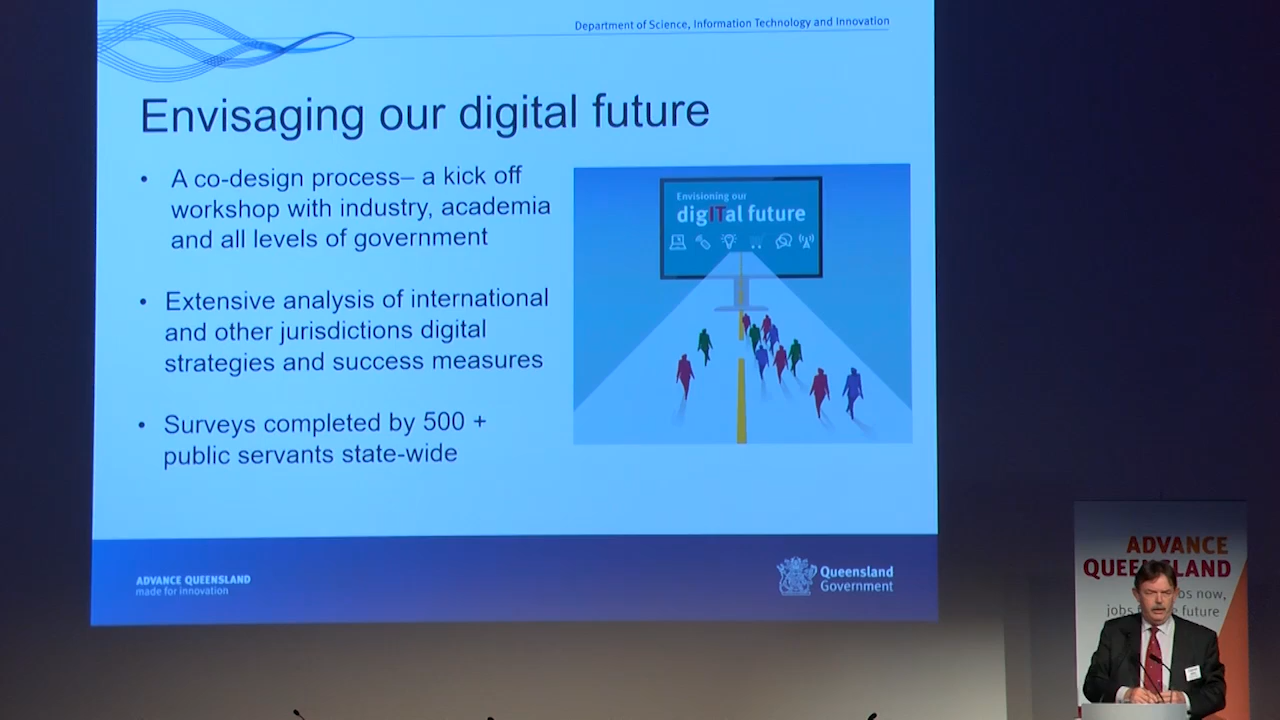 Department of Science, Information Technology and Innovation
Envisaging our digital future
• A co-design process– a kick off
workshop with industry, academia
and all levels of government
• Extensive analysis of international
and other jurisdictions digital
strategies and success measures
• Surveys completed by 500 +
public servants state-wide
Envisioning our
digITal future
ADVANCE QUEENSLAND
made for innovation
Queensland
Government
ADVANCE
QUEENSLAND
now,
jobs future